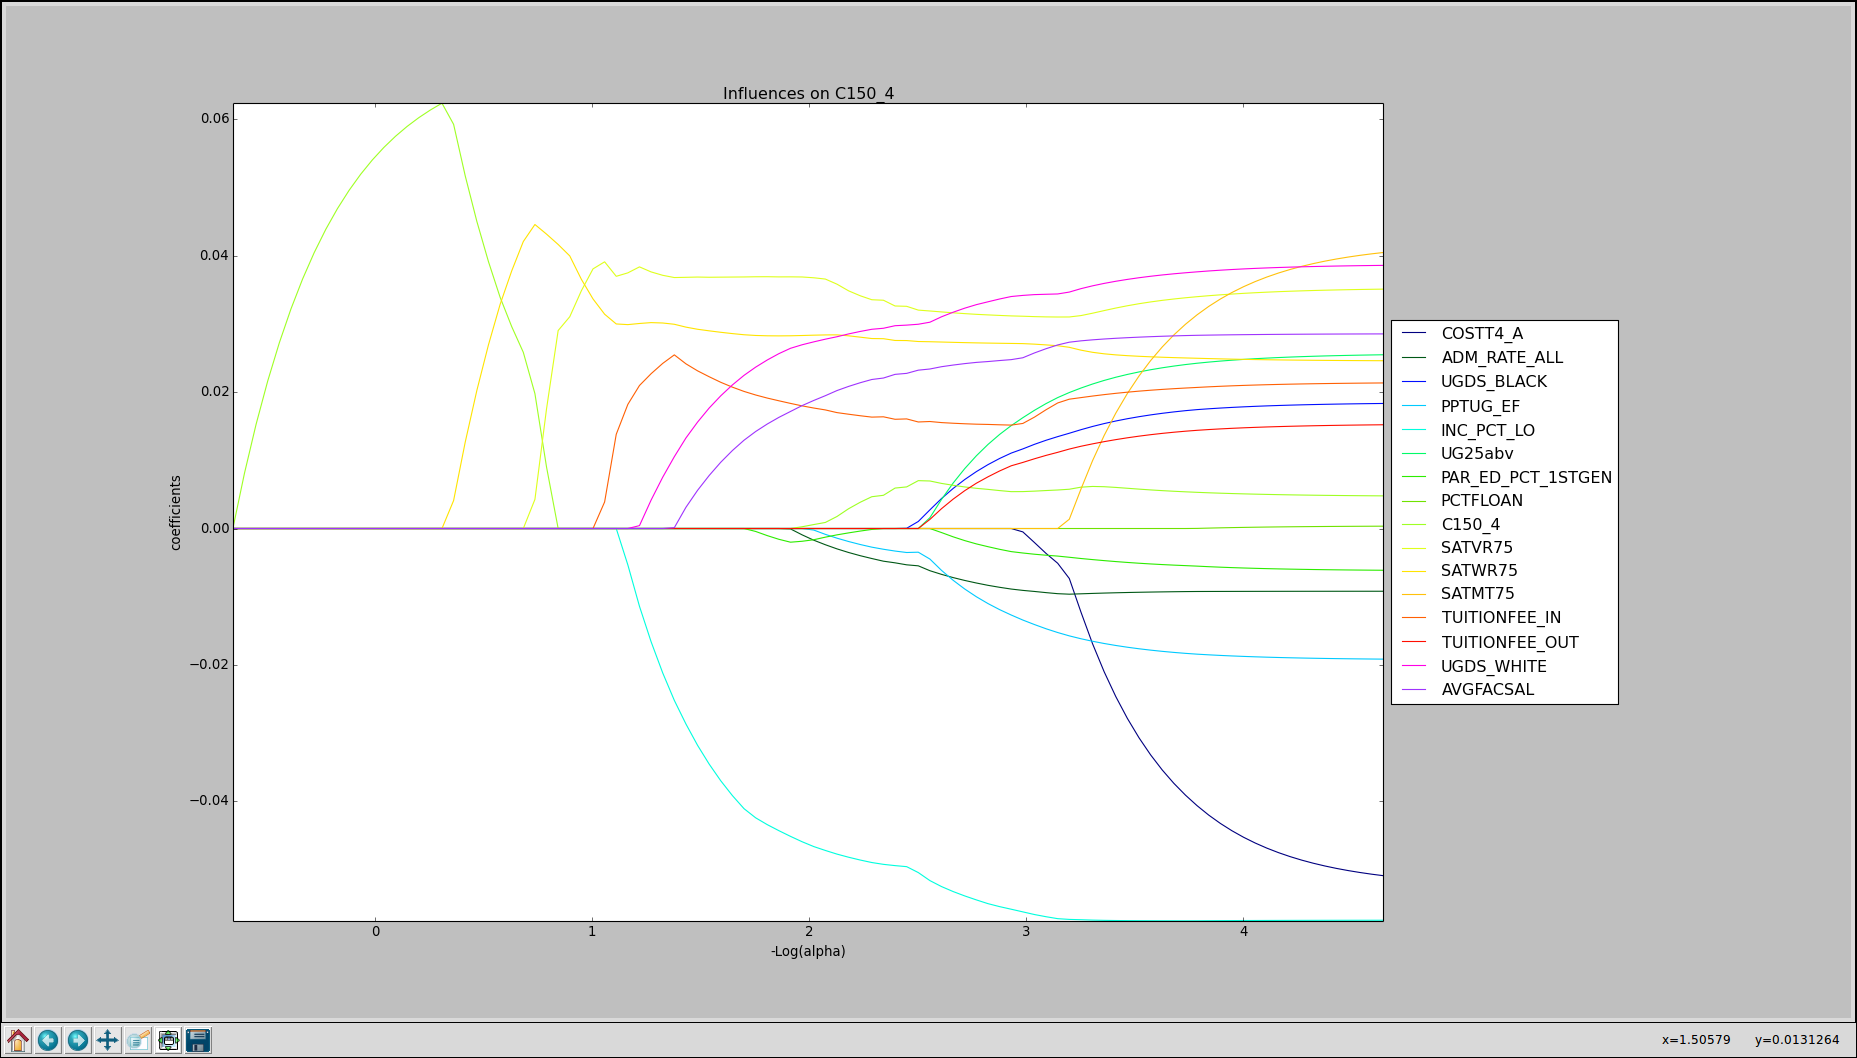 Influences on C150_4
0.06
0.04
0.02
0.00
−0.02
−0.04
coefficients
0
1
2
3
4
-Log(alpha)
COSTT4_A
ADM_RATE_ALL
UGDS_BLACK
PPTUG_EF
INC_PCT_LO
UG25abv
PAR_ED_PCT_1STGEN
PCTFLOAN
C150_4
SATVR75
SATWR75
SATMT75
TUITIONFEE_IN
TUITIONFEE_OUT
UGDS_WHITE
AVGFACSAL
x=1.50579 y=0.0131264